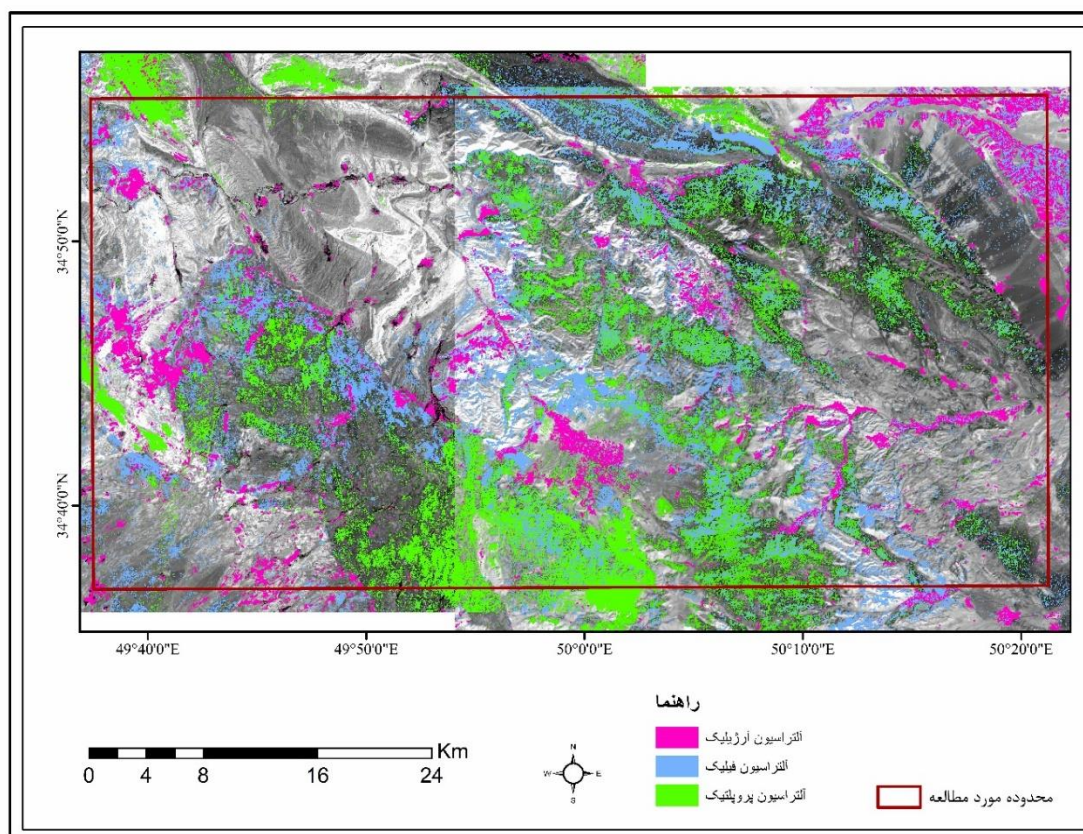 34°50'0"N
34°40'0"N
49°40'0"E
49°50'0"E
50°0'0"E
50°10'0"E
50°20'0"E
راهنما
آلتراسیون آرژیلیک
آلتراسیون فیلیک
آلتراسیون پروپلتیک
محدوده مورد مطالعه
Km
0 4 8 16 24
N
W E
S